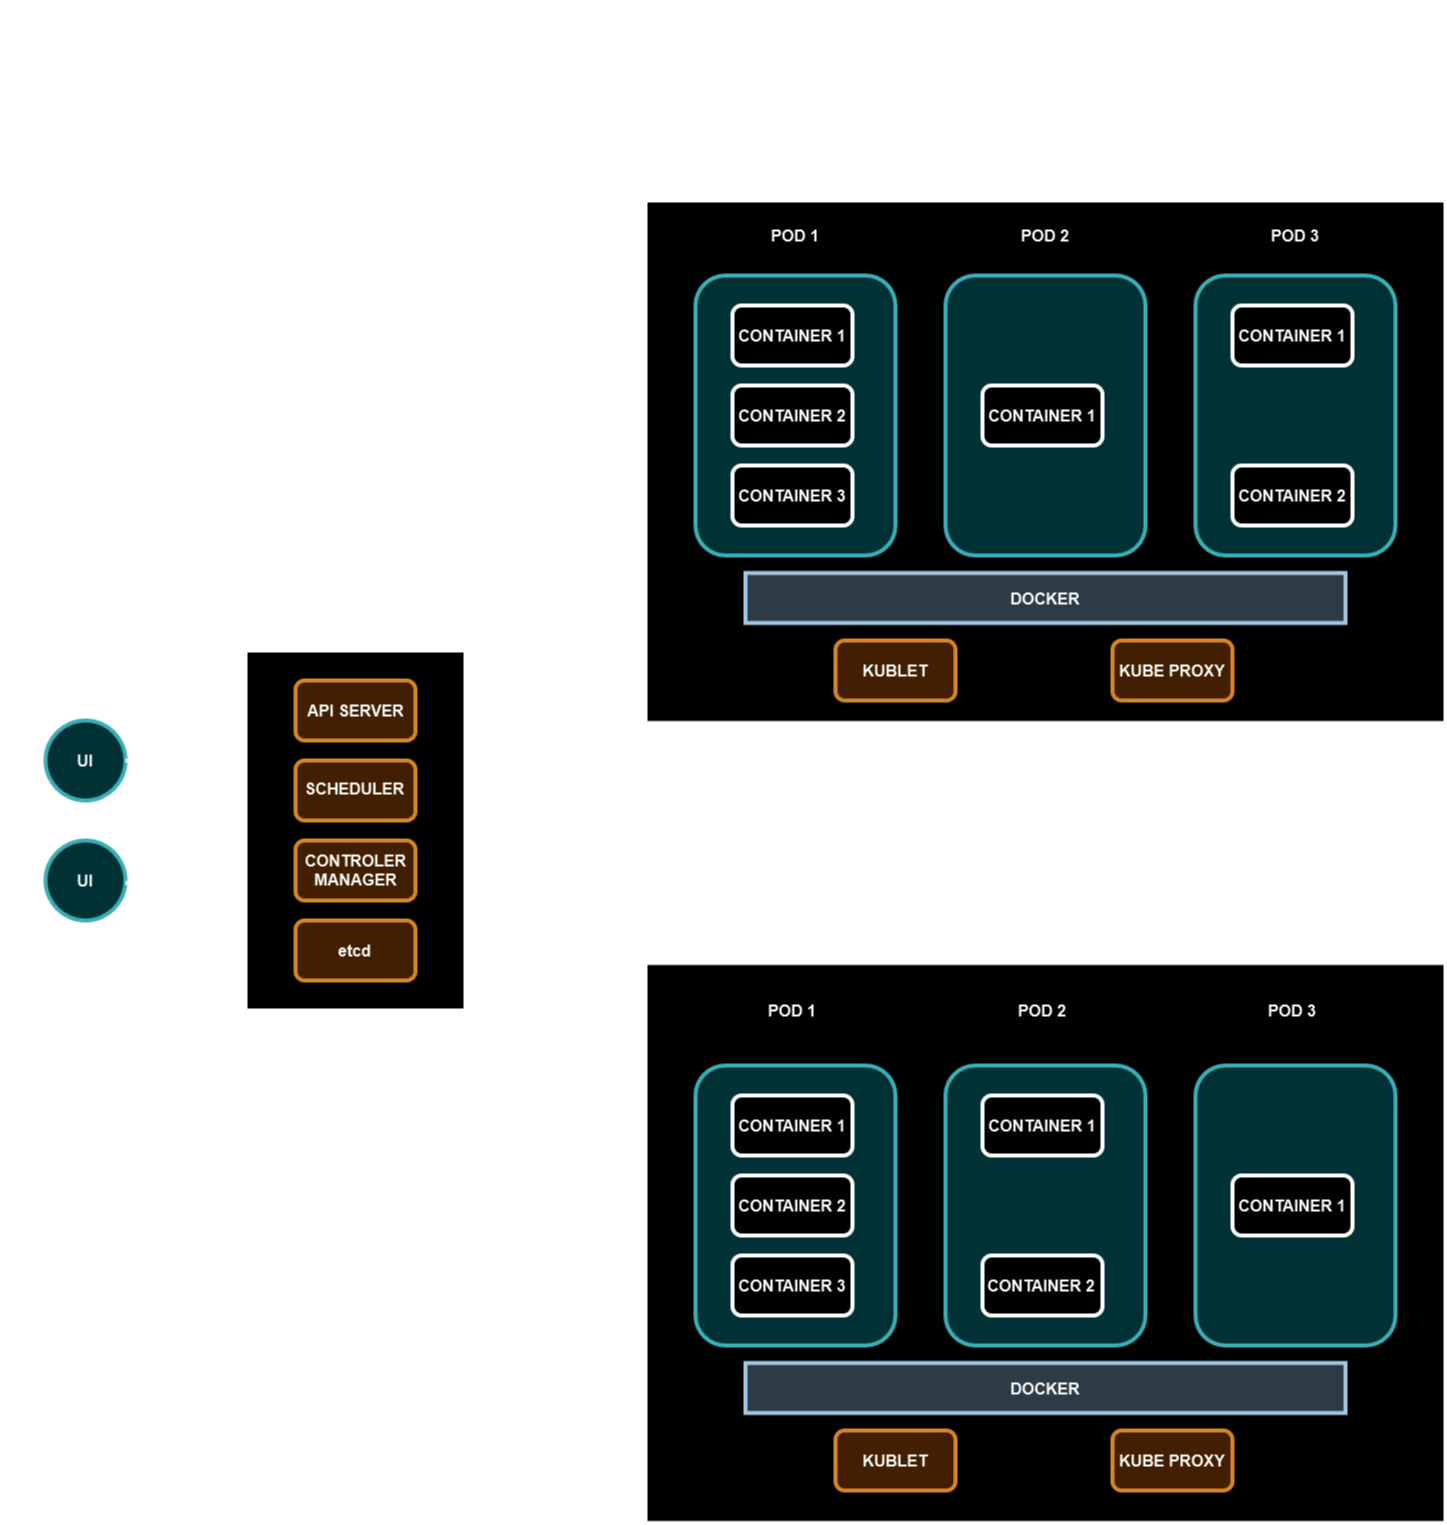 UI
UI
API SERVER
SCHEDULER
CONTROLER
MANAGER
etcd
POD 1
POD 2
POD 3
CONTAINER 1
CONTAINER 2
CONTAINER 3
CONTAINER 1
CONTAINER 1
CONTAINER 2
DOCKER
KUBLET
KUBE PROXY
POD 1
POD 2
POD 3
CONTAINER 1
CONTAINER 2
CONTAINER 3
CONTAINER 1
CONTAINER 2
CONTAINER 1
DOCKER
KUBLET
KUBE PROXY